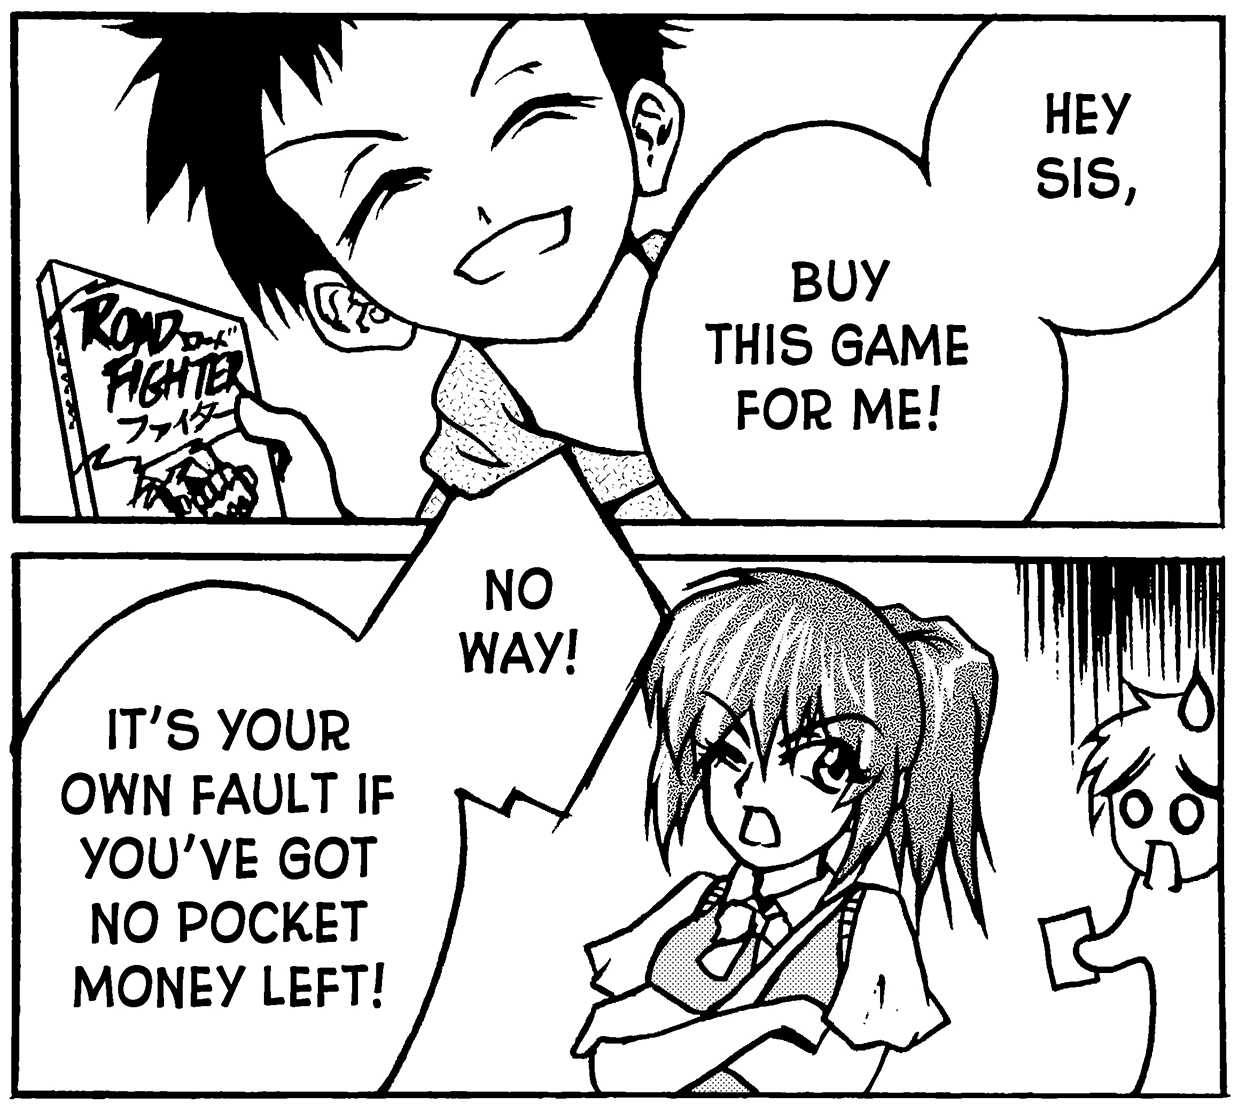 HEY
SIS,
BUY
THIS GAME
FOR ME!
ROAD
ロード
FIGHTER
ファイター
NO
WAY!
IT'S YOUR
OWN FAULT IF
YOU'VE GOT
NO POCKET
MONEY LEFT!